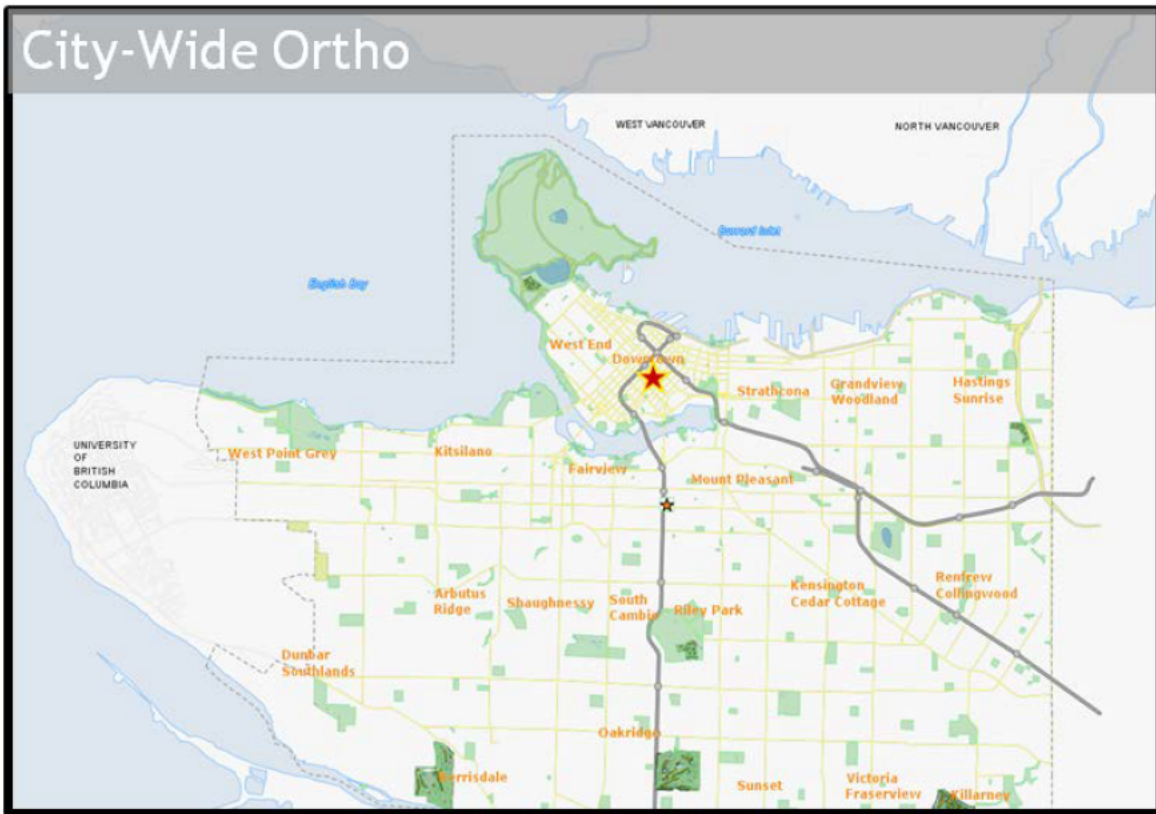 City-Wide Ortho
WEST VANCOUVER
NORTH VANCOUVER
Burrard Inlet
English Bay
West End
Downtown
Strathcona
Grandview
Woodland
Hastings
Sunrise
UNIVERSITY
OF
BRITISH
COLUMBIA
West Point Grey
Kitsilano
Fairview
Mount Pleasant
Arbutus
Ridge
Shaughnessy
South
Cambie
Riley Park
Kensington
Cedar Cottage
Renfrew
Collingwood
Dunbar
Southlands
Oakridge
Kerrisdale
Sunset
Victoria
Fraserview
Killarney